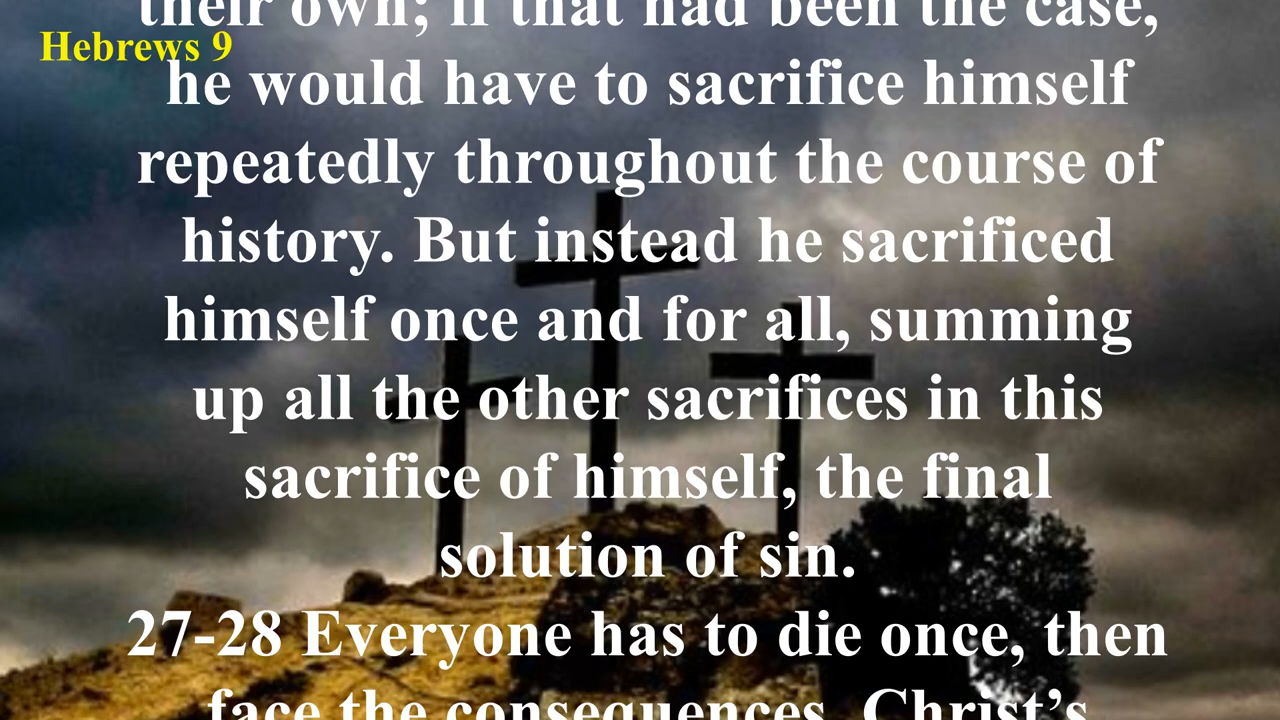 their own; if that had been the case,
Hebrews 9
he would have to sacrifice himself
repeatedly throughout the course of
history. But instead he sacrificed
himself once and for all, summing
up all the other sacrifices in this
sacrifice of himself, the final
solution of sin.
27-28 Everyone has to die once, then
face the consequences. Christ’s